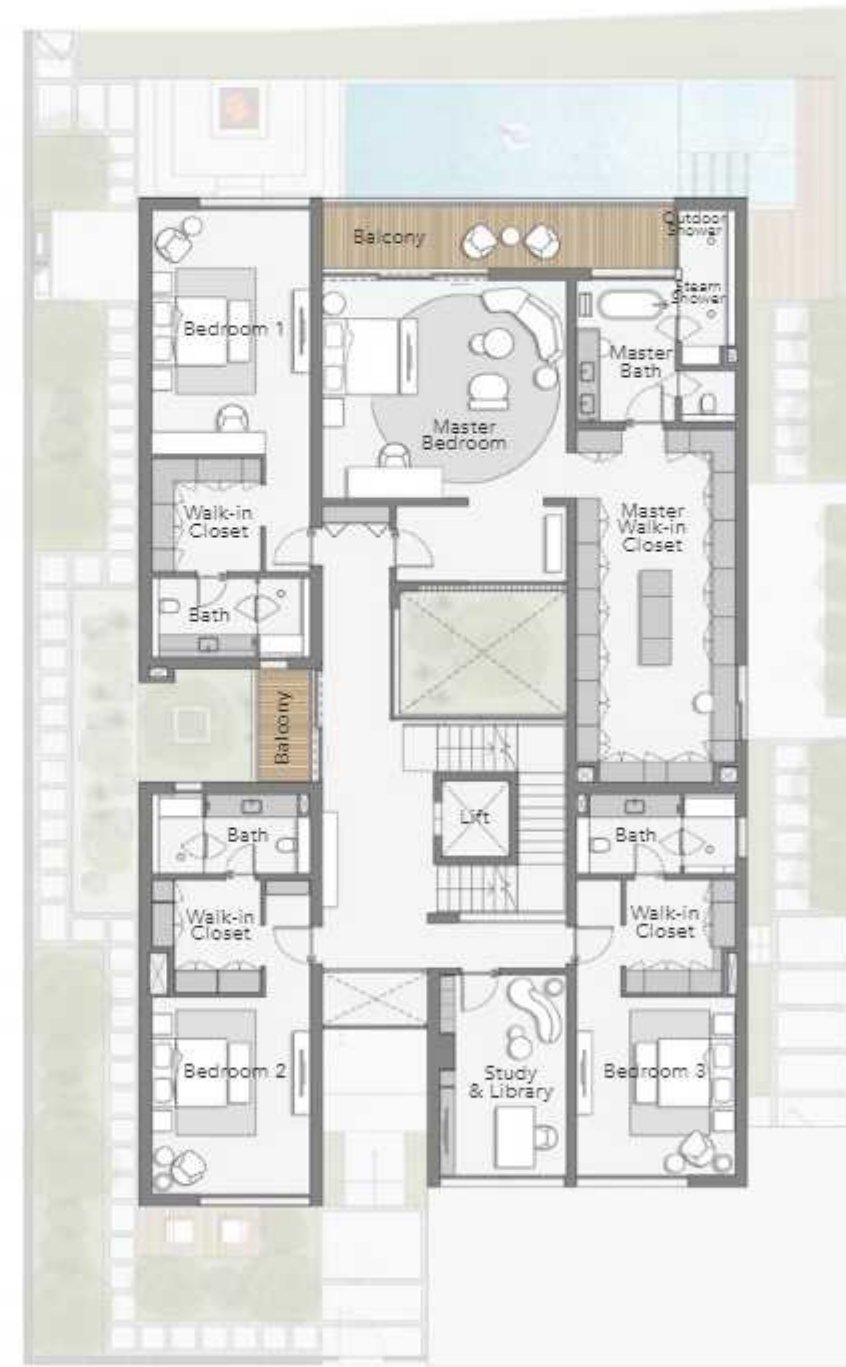 Balcony
Outdoor
Shower
Steam
Shower
Bedroom 1
Master
Bath
Master
Bedroom
Walk-in
Closet
Master
Walk-in
Closet
Bath
Balcony
Lift
Bath
Bath
Walk-in
Closet
Walk-in
Closet
Bedroom 2
Study
& Library
Bedroom 3